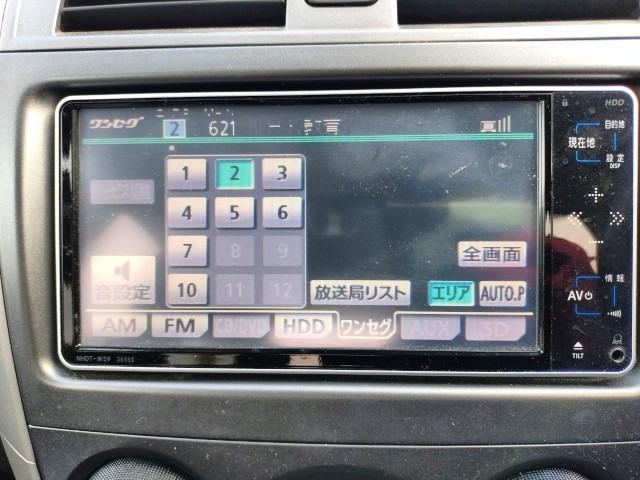 HDD
ワンセグ 2 621
目的地
現在地
設定
DISP
1 2 3
4 5 6
7 8 9
10 11 12
音設定
全画面
放送局リスト エリア AUTO.P
情報
AV
AM FM CD/DVD HDD ワンセグ AUX SD
NHDT-W59 3606S
TILT